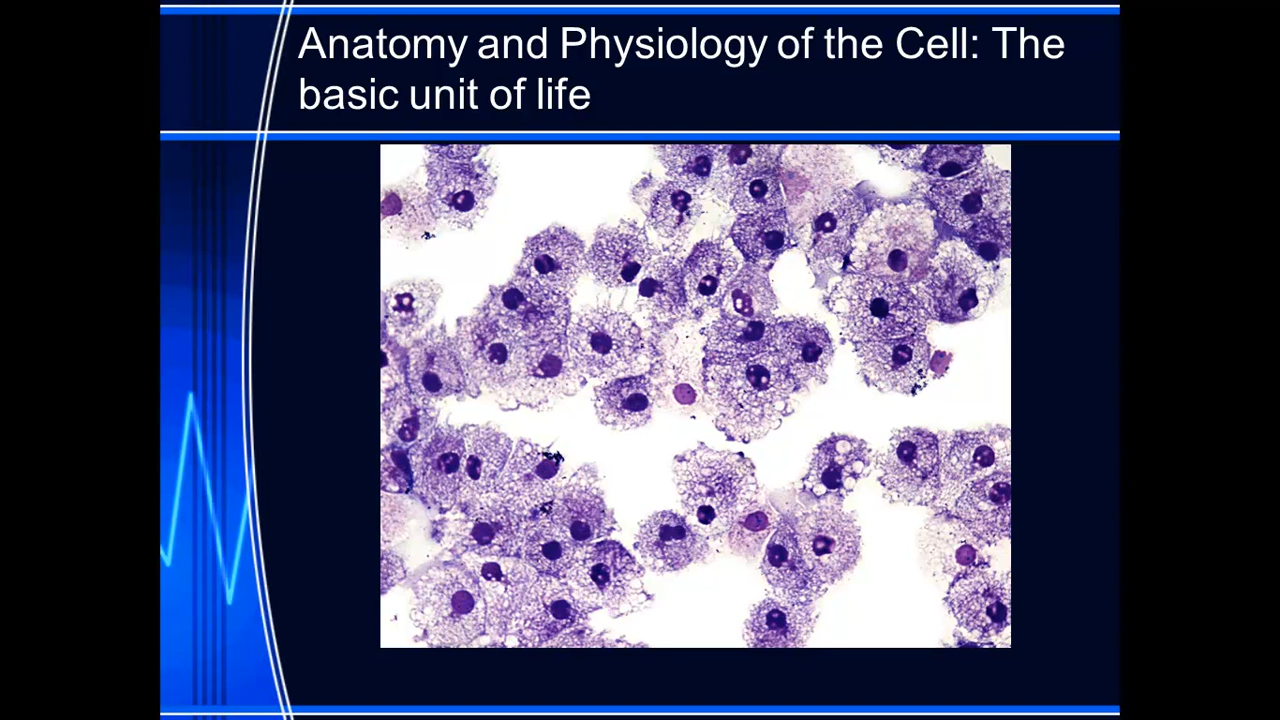 Anatomy and Physiology of the Cell: The
basic unit of life